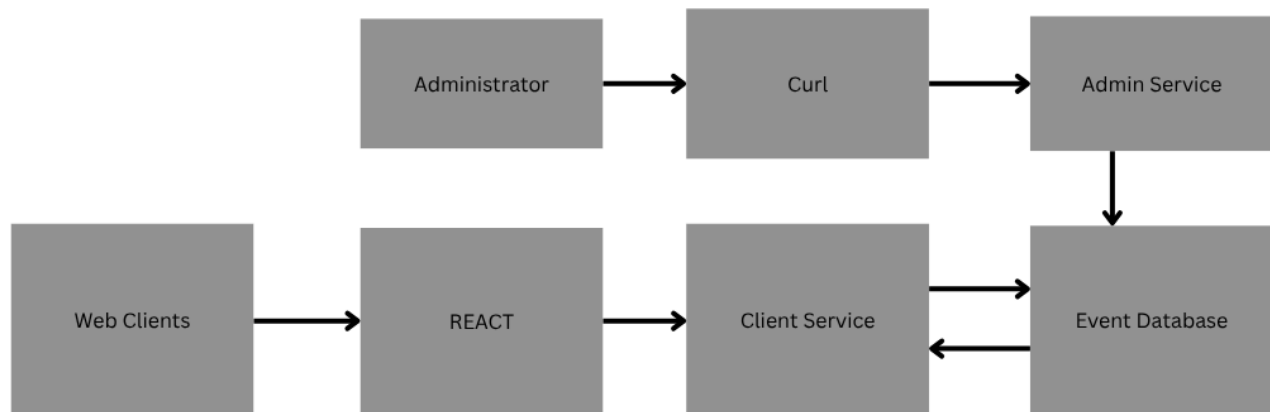 Administrator
Curl
Admin Service
Web Clients
REACT
Client Service
Event Database